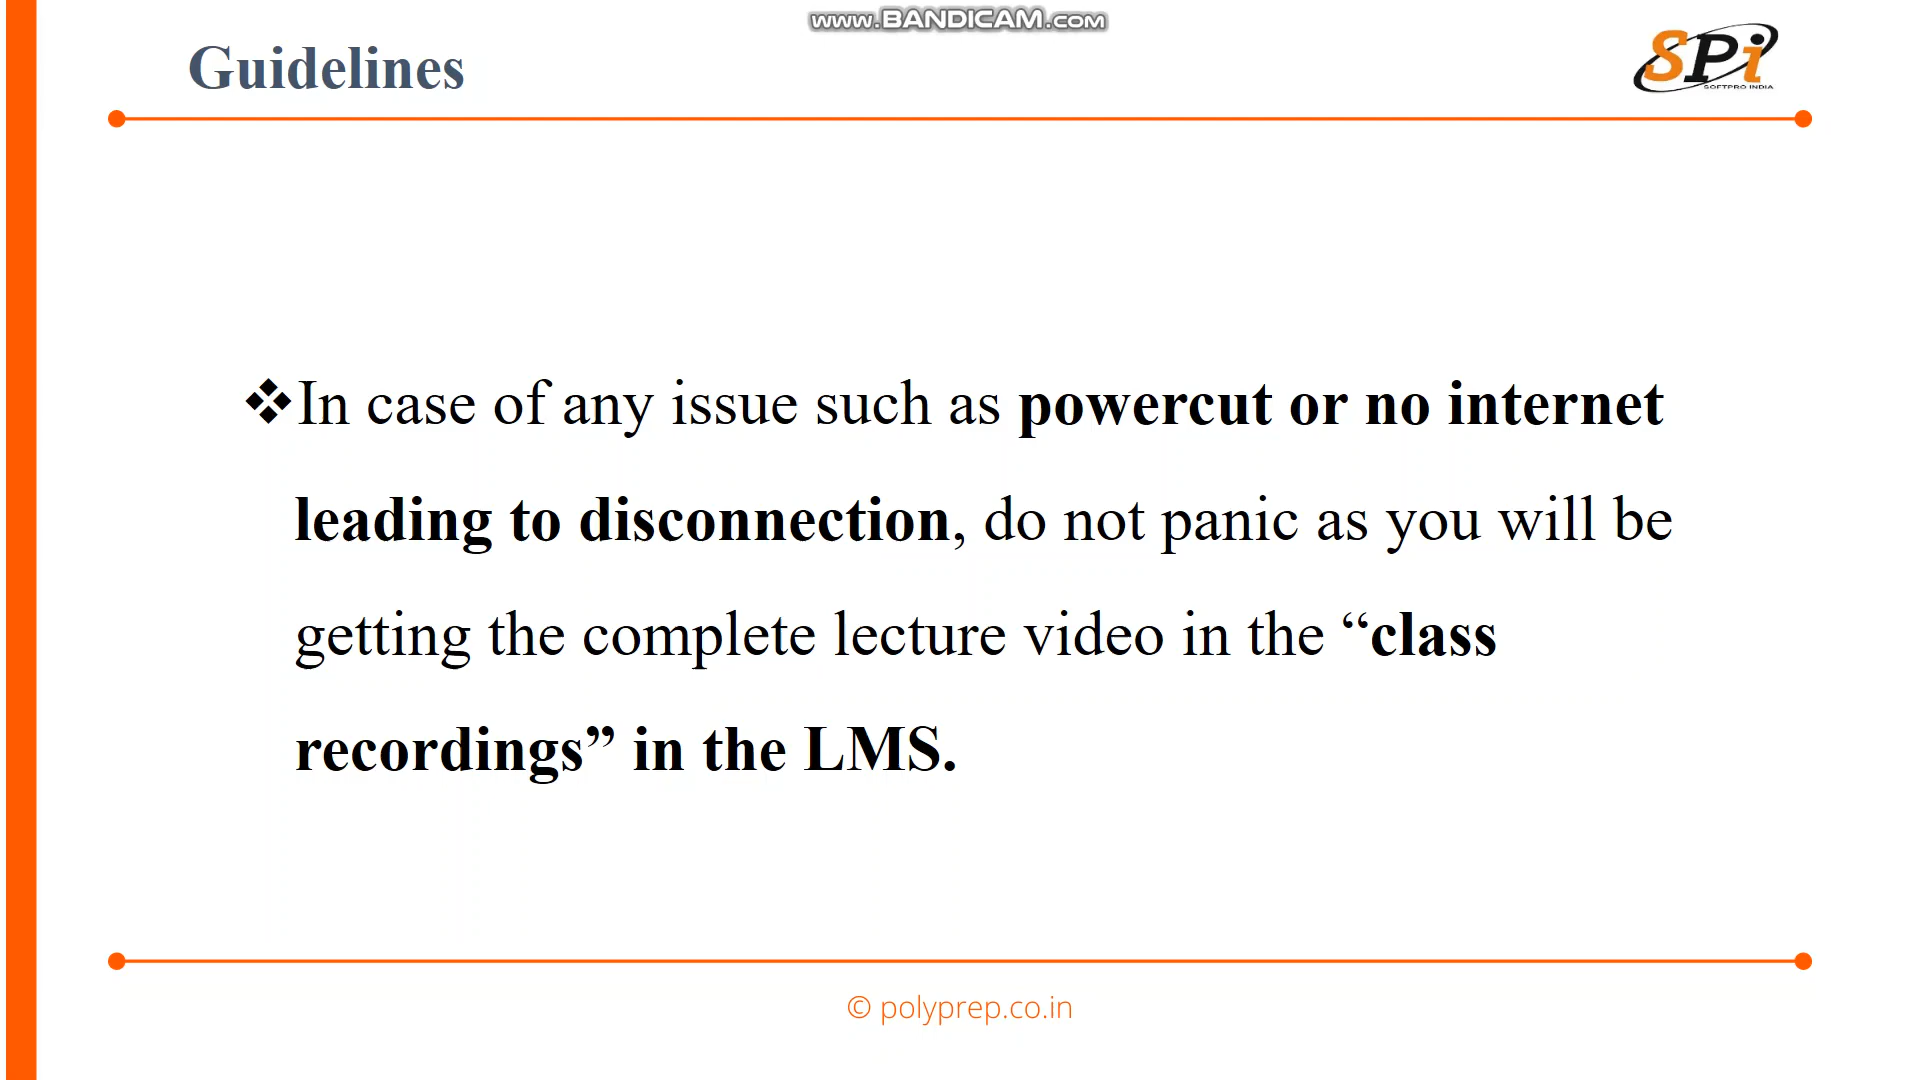 www.BANDICAM.com
Guidelines
SPi
SOFTPRO INDIA
❖In case of any issue such as powercut or no internet
leading to disconnection, do not panic as you will be
getting the complete lecture video in the “class
recordings” in the LMS.
© polyprep.co.in